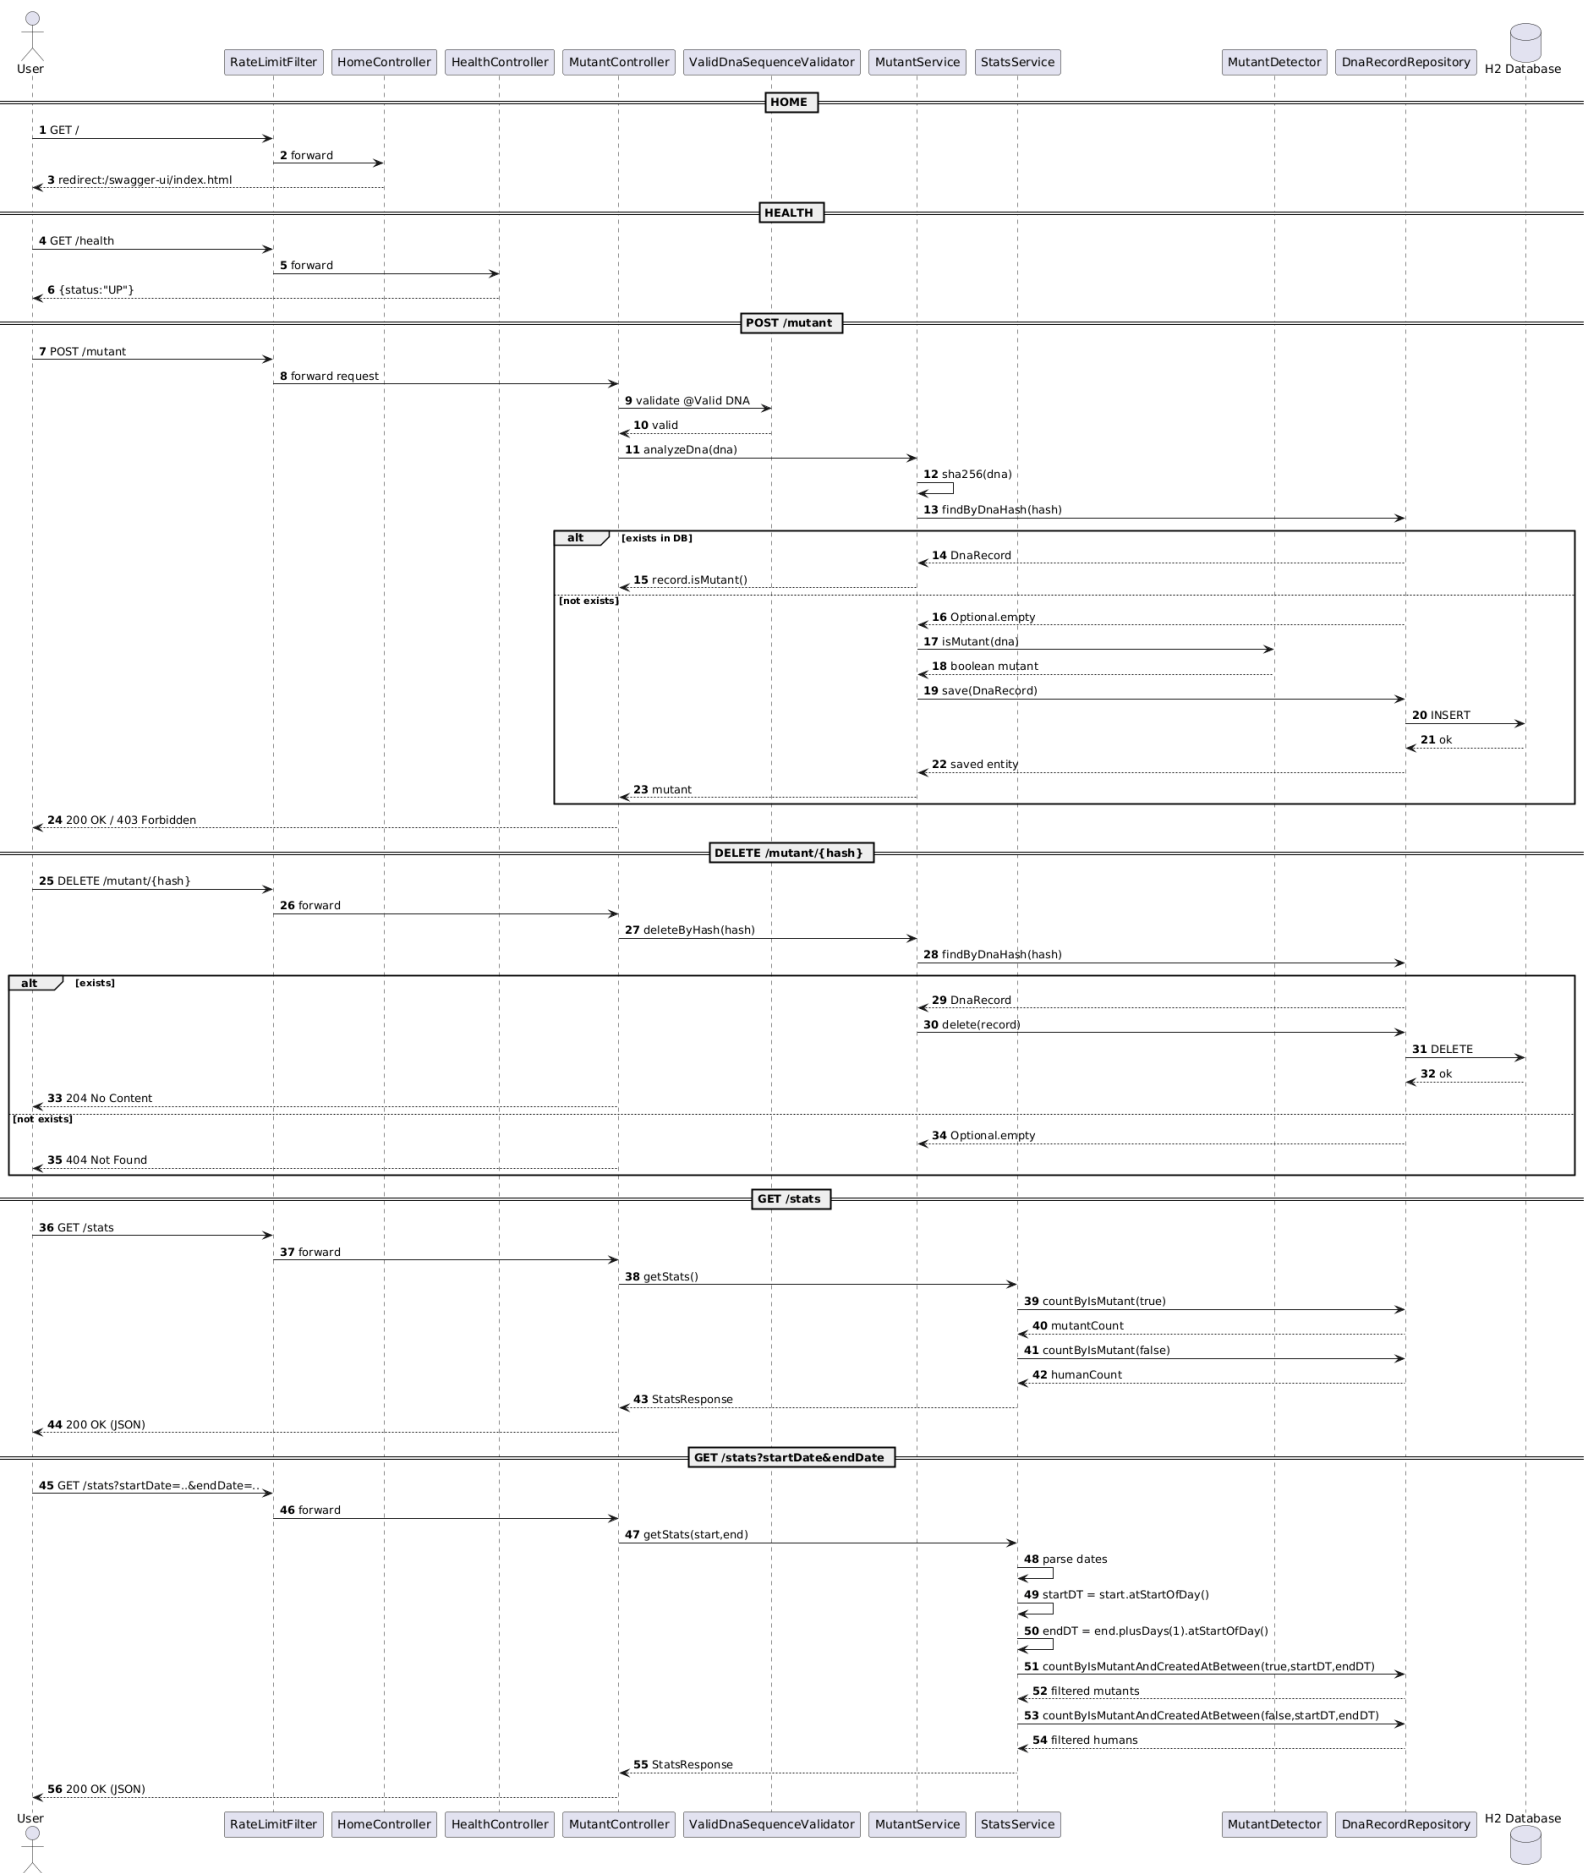 User
RateLimitFilter
HomeController
HealthController
MutantController
ValidDnaSequenceValidator
MutantService
StatsService
MutantDetector
DnaRecordRepository
H2 Database
HOME
1 GET /
2 forward
3 redirect:/swagger-ui/index.html
HEALTH
4 GET /health
5 forward
6 {status:"UP"}
POST /mutant
7 POST /mutant
8 forward request
9 validate @Valid DNA
10 valid
11 analyzeDna(dna)
12 sha256(dna)
13 findByDnaHash(hash)
alt [exists in DB]
14 DnaRecord
15 record.isMutant()
[not exists]
16 Optional.empty
17 isMutant(dna)
18 boolean mutant
19 save(DnaRecord)
20 INSERT
21 ok
22 saved entity
23 mutant
24 200 OK / 403 Forbidden
DELETE /mutant/{hash}
25 DELETE /mutant/{hash}
26 forward
27 deleteByHash(hash)
28 findByDnaHash(hash)
alt [exists]
29 DnaRecord
30 delete(record)
31 DELETE
32 ok
33 204 No Content
[not exists]
34 Optional.empty
35 404 Not Found
GET /stats
36 GET /stats
37 forward
38 getStats()
39 countByIsMutant(true)
40 mutantCount
41 countByIsMutant(false)
42 humanCount
43 StatsResponse
44 200 OK (JSON)
GET /stats?startDate&endDate
45 GET /stats?startDate=..&endDate=..
46 forward
47 getStats(start,end)
48 parse dates
49 startDT = start.atStartOfDay()
50 endDT = end.plusDays(1).atStartOfDay()
51 countByIsMutantAndCreatedAtBetween(true,startDT,endDT)
52 filtered mutants
53 countByIsMutantAndCreatedAtBetween(false,startDT,endDT)
54 filtered humans
55 StatsResponse
56 200 OK (JSON)
User
RateLimitFilter
HomeController
HealthController
MutantController
ValidDnaSequenceValidator
MutantService
StatsService
MutantDetector
DnaRecordRepository
H2 Database